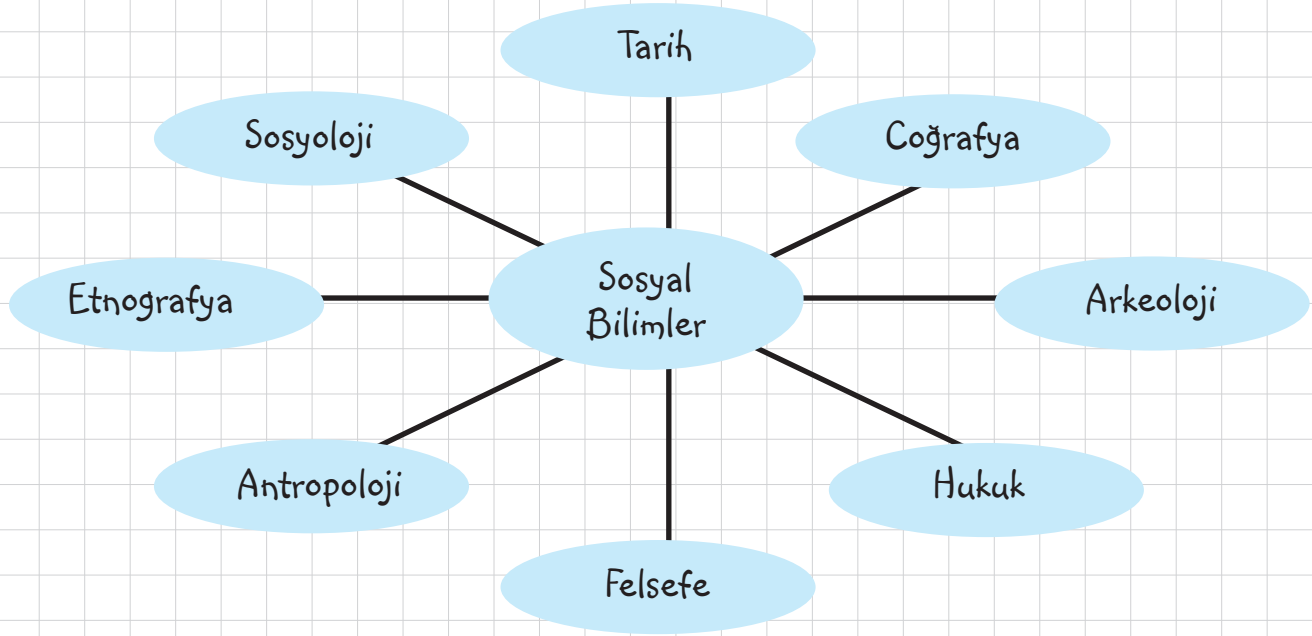 Tarih
Sosyoloji
Coğrafya
Etnografya
Sosyal
Bilimler
Arkeoloji
Antropoloji
Hukuk
Felsefe